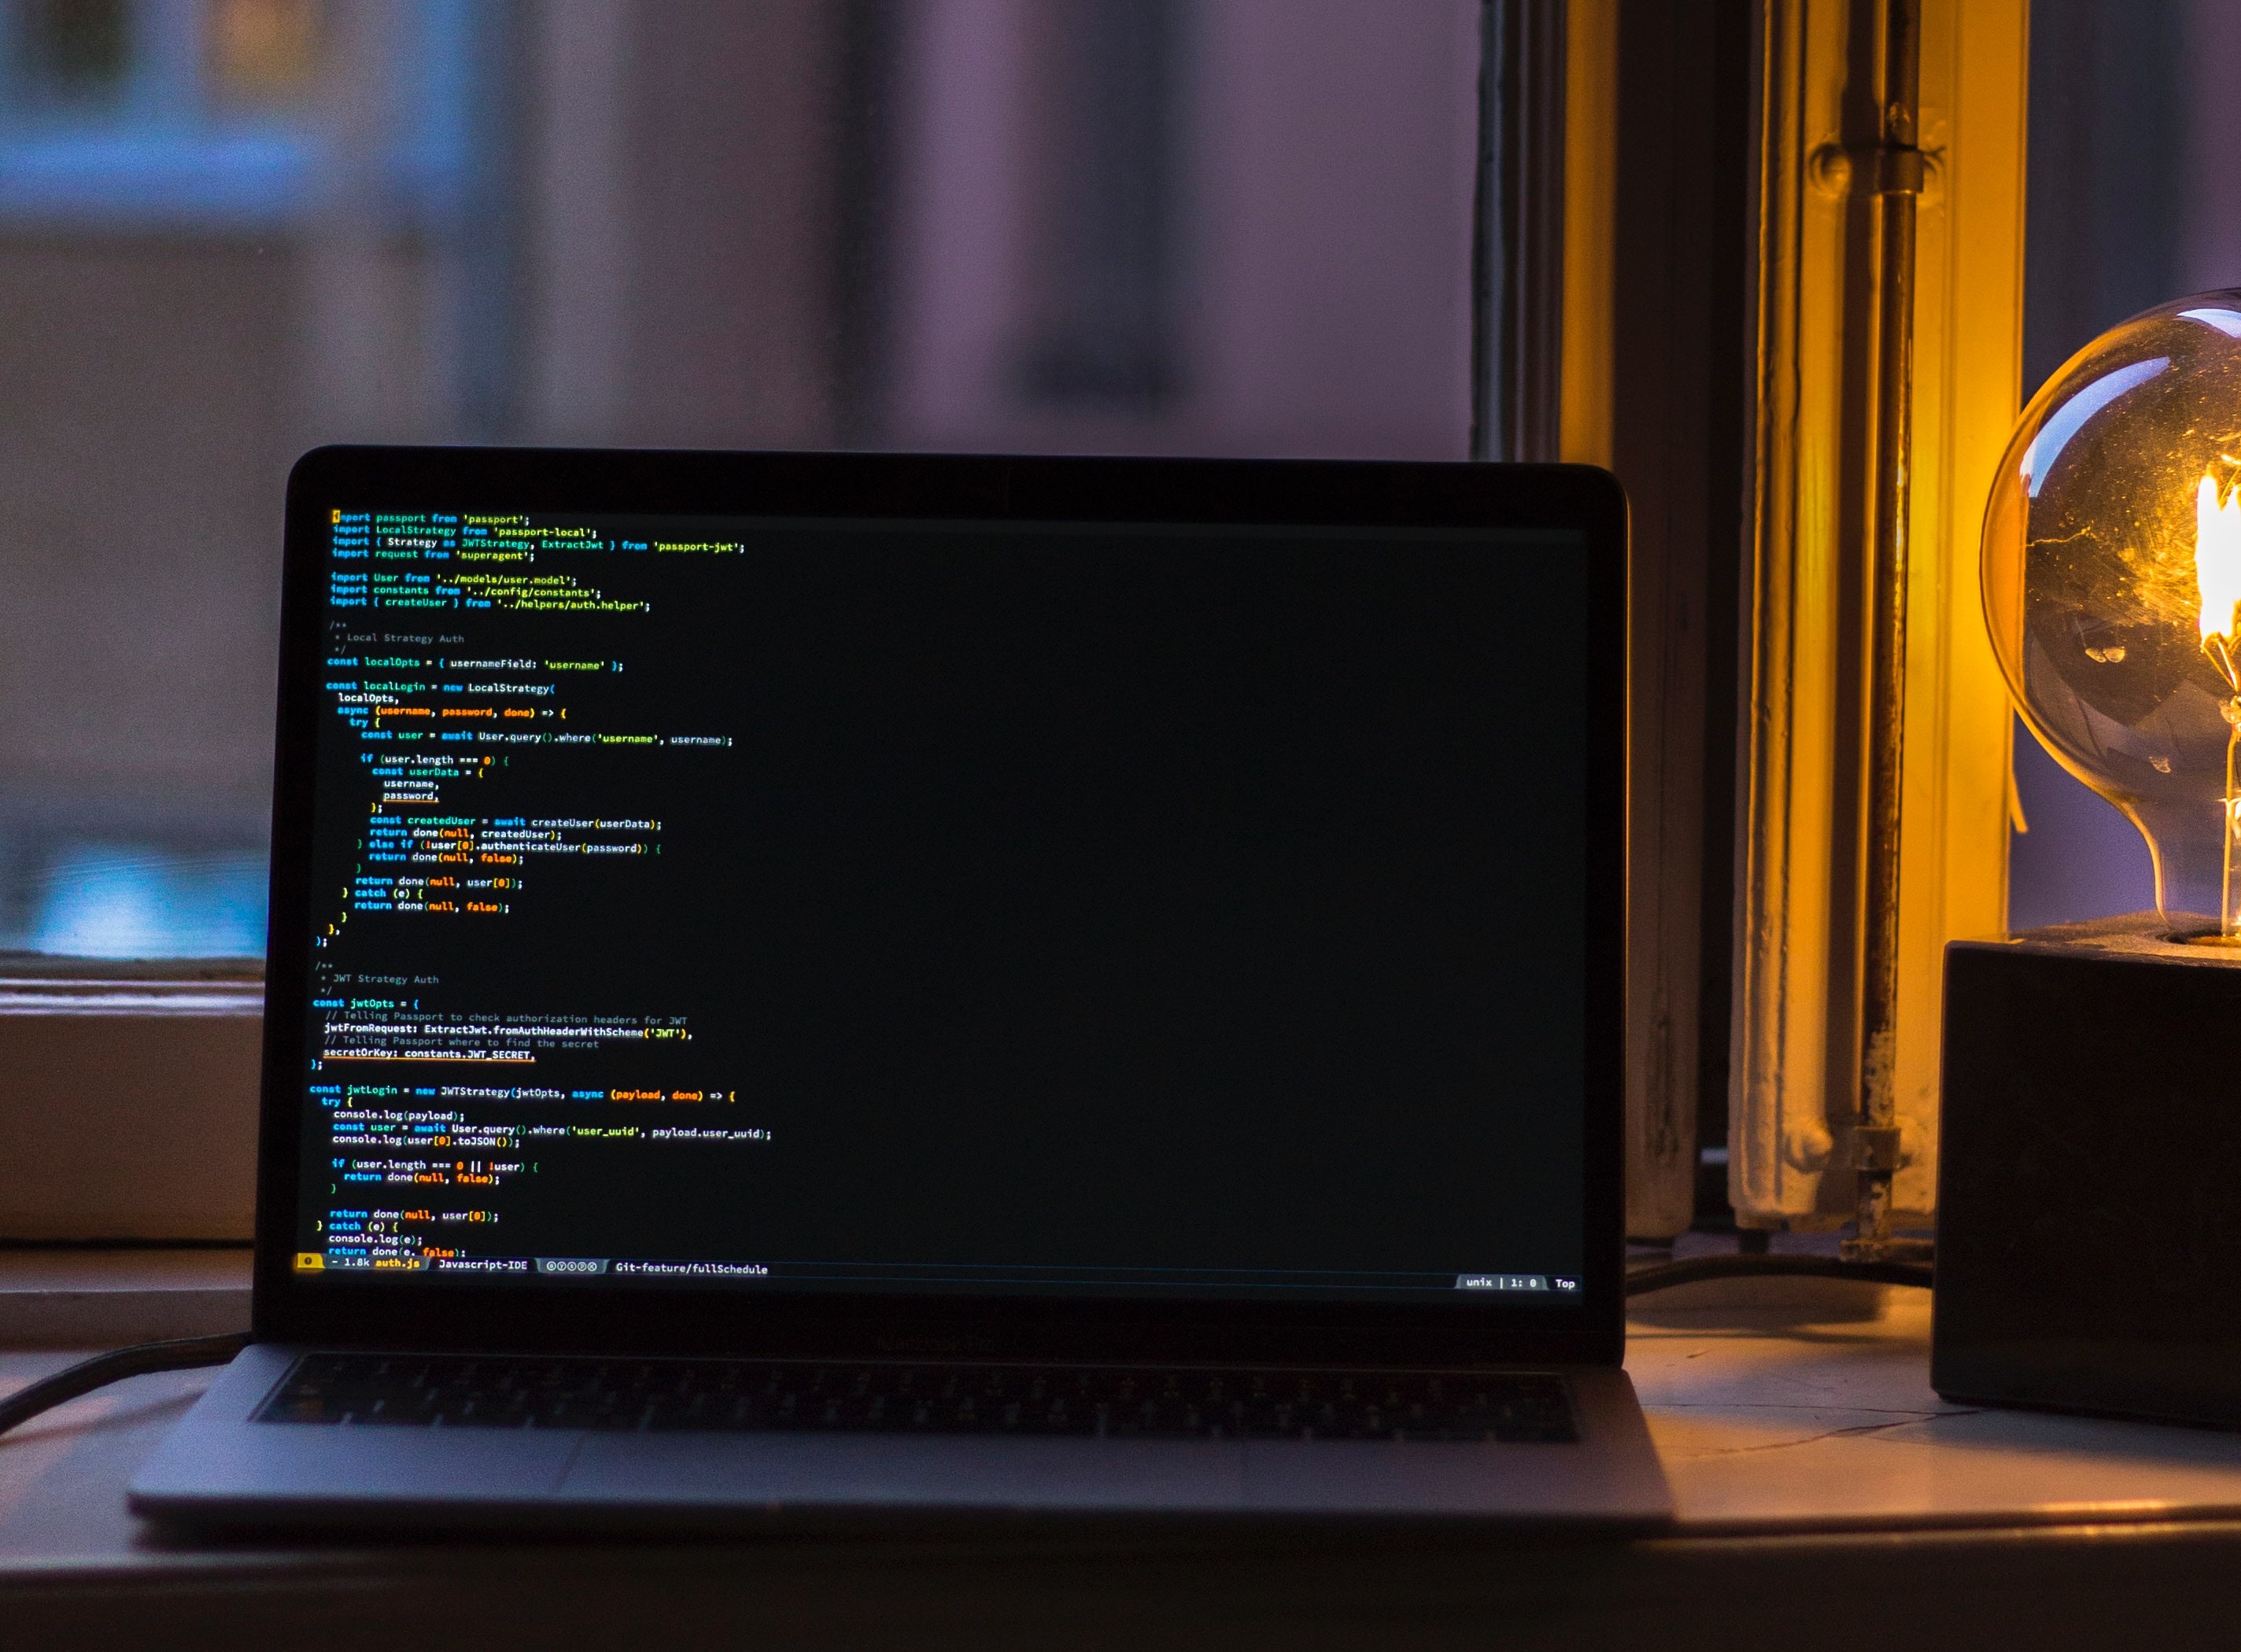 import passport from 'passport';
import LocalStrategy from 'passport-local';
import { Strategy as JWTStrategy, ExtractJwt } from 'passport-jwt';
import request from 'superagent';
import User from '../models/user.model';
import constants from '../config/constants';
import { createUser } from '../helpers/auth.helper';
/**
* Local Strategy Auth
*/
const localOpts = { usernameField: 'username' };
const localLogin = new LocalStrategy(
localOpts,
async (username, password, done) => {
try {
const user = await User.query().where('username', username);
if (user.length === 0) {
const userData = {
username,
password,
};
const createdUser = await createUser(userData);
return done(null, createdUser);
} else if (!user[0].authenticateUser(password)) {
return done(null, false);
}
return done(null, user[0]);
} catch (e) {
return done(null, false);
}
},
);
/**
* JWT Strategy Auth
*/
const jwtOpts = {
// Telling Passport to check authorization headers for JWT
jwtFromRequest: ExtractJwt.fromAuthHeaderWithScheme('JWT'),
// Telling Passport where to find the secret
secretOrKey: constants.JWT_SECRET,
};
const jwtLogin = new JWTStrategy(jwtOpts, async (payload, done) => {
try {
console.log(payload);
const user = await User.query().where('user_uuid', payload.user_uuid);
console.log(user[0].toJSON());
if (user.length === 0 || !user) {
return done(null, false);
}
return done(null, user[0]);
} catch (e) {
console.log(e);
return done(e, false);
- 1.8k auth.js Javascript-IDE Git-feature/fullSchedule unix | 1: 0 Top